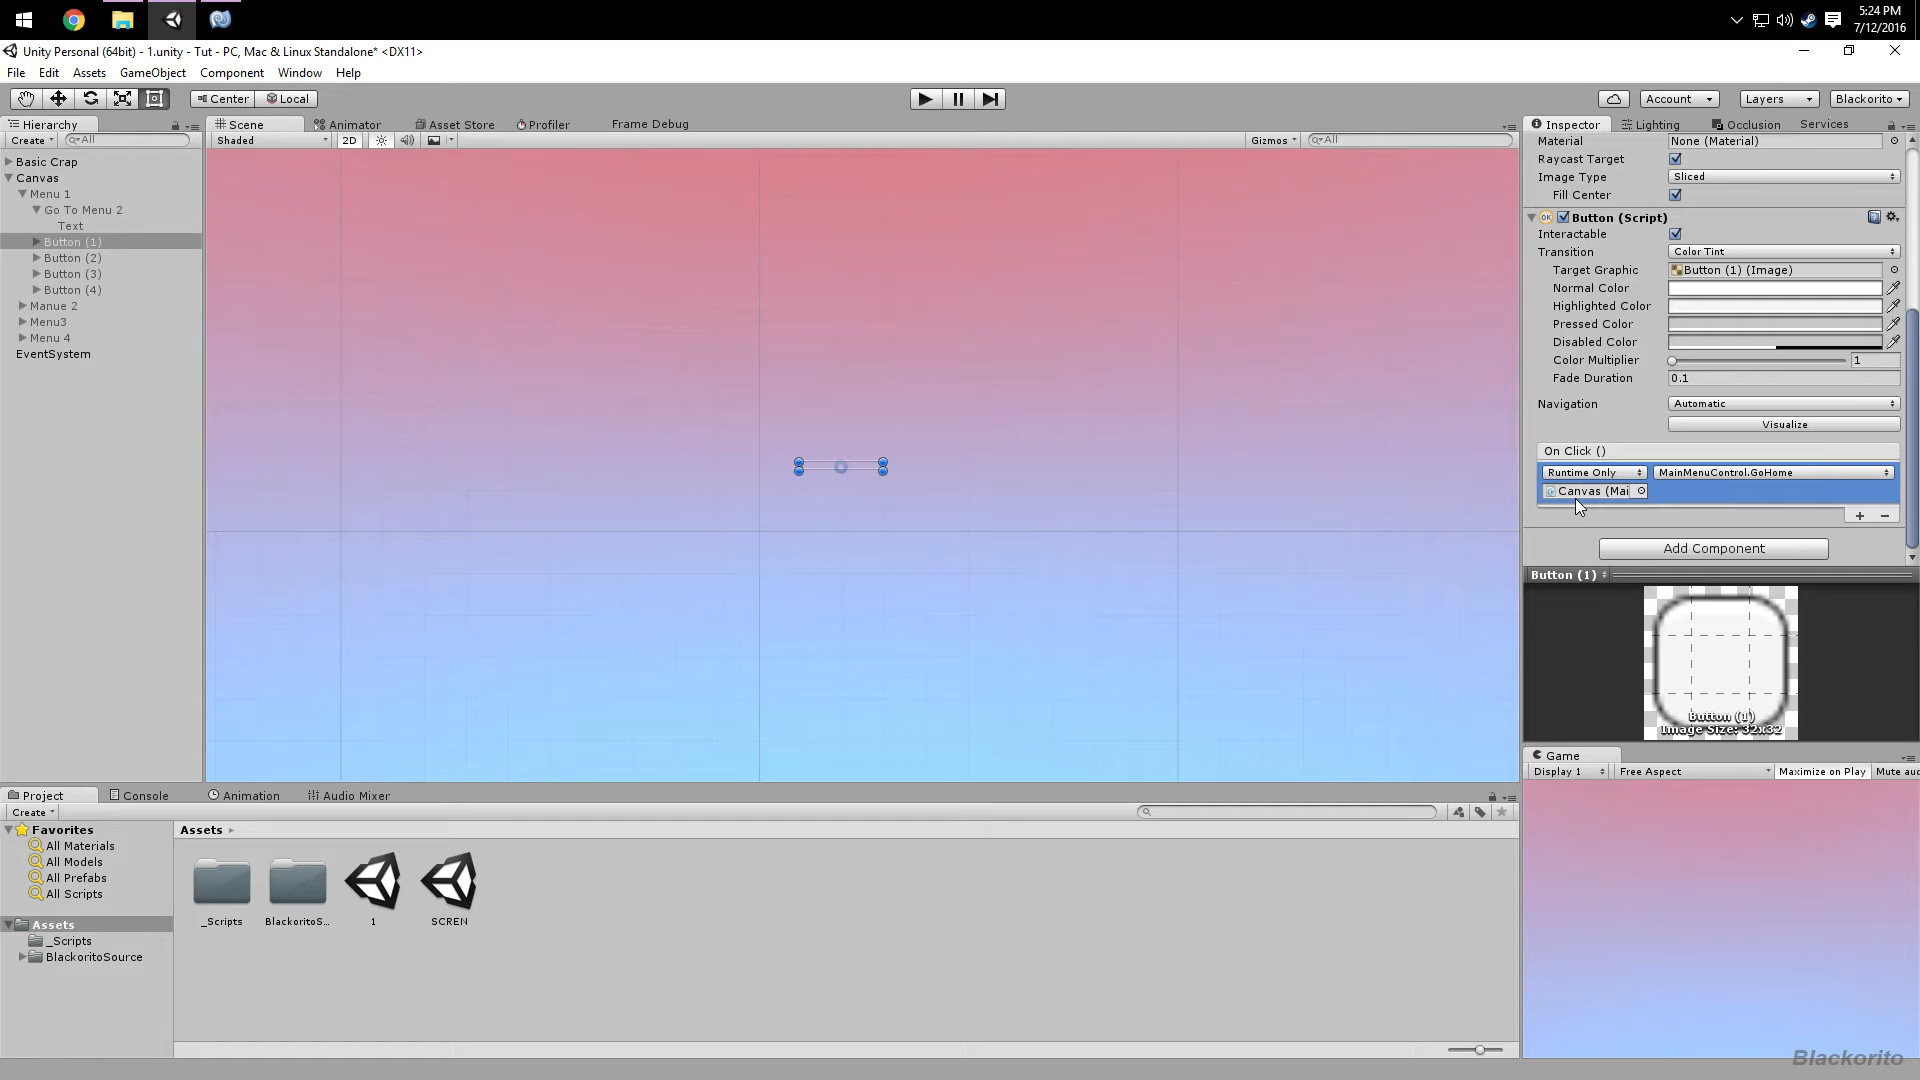 5:24 PM
7/12/2016
Unity Personal (64bit) - 1.unity - Tut - PC, Mac & Linux Standalone* <DX11>
File Edit Assets GameObject Component Window Help
Center Local Account Layers Blackorito
Hierarchy Scene Animator Asset Store Profiler Frame Debug Inspector Lighting Occlusion Services
Create All Shaded 2D Gizmos All
Basic Crap
Canvas
Menu 1
Go To Menu 2
Text
Button (1)
Button (2)
Button (3)
Button (4)
Manue 2
Menu3
Menu 4
EventSystem
Material None (Material)
Raycast Target
Image Type Sliced
Fill Center
Button (Script)
Interactable
Transition Color Tint
Target Graphic Button (1) (Image)
Normal Color
Highlighted Color
Pressed Color
Disabled Color
Color Multiplier 1
Fade Duration 0.1
Navigation Automatic
Visualize
On Click ()
Runtime Only MainMenuControl.GoHome
Canvas (Mai
+ -
Add Component
Button (1)
Button (1)
Image Size: 32x32
Game
Display 1 Free Aspect Maximize on Play Mute auc
Project Console Animation Audio Mixer
Create
Favorites
All Materials
All Models
All Prefabs
All Scripts
Assets
_Scripts
BlackoritoSource
Assets
_Scripts BlackoritoS... 1 SCREN
Blackorito